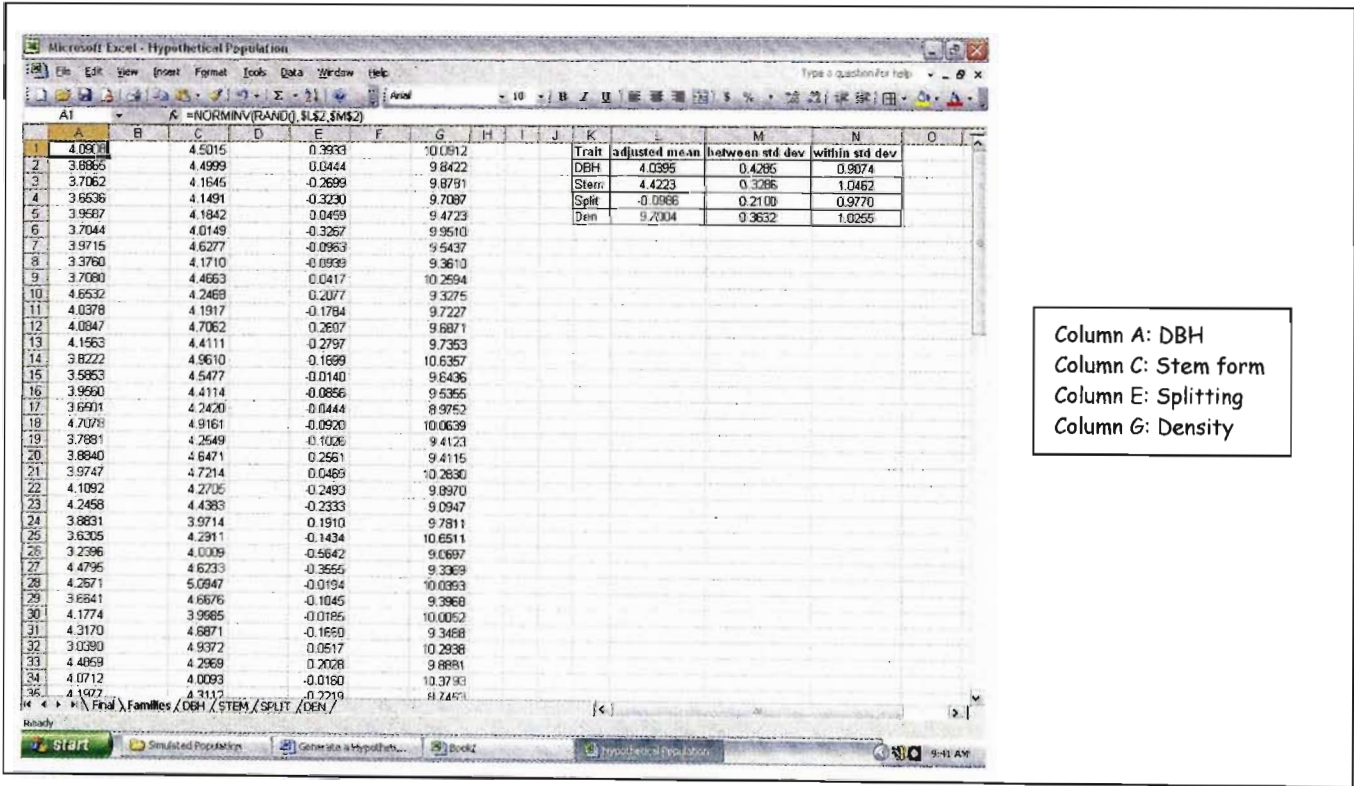 Microsoft Excel - Hypothetical Population
File Edit View Insert Format Tools Data Window Help Type a question for help
Arial 10 B I U $ %
A1 =NORMINV(RAND(),$L$2,$M$2)
A B C D E F G H I J K L M N O
1 4.0908 4.5015 0.3933 10.0912 Trait adjusted mean between std dev within std dev
2 3.8865 4.4999 0.0444 9.8422 DBH 4.0395 0.4285 0.9074
3 3.7062 4.1645 -0.2699 9.8781 Stem 4.4223 0.3286 1.0462
4 3.6536 4.1491 -0.3230 9.7087 Split -0.0986 0.2100 0.9770
5 3.9587 4.1842 0.0459 9.4723 Den 9.7004 0.3632 1.0255
6 3.7044 4.0149 -0.3267 9.9510
7 3.9715 4.6277 -0.0963 9.5437
8 3.3760 4.1710 -0.0939 9.3610
9 3.7080 4.4663 0.0417 10.2594
10 4.6532 4.2468 0.2077 9.3275
11 4.0378 4.1917 -0.1784 9.7227
12 4.0847 4.7062 0.2607 9.6871
13 4.1563 4.4111 -0.2797 9.7353
14 3.8222 4.9610 -0.1699 10.6357
15 3.5853 4.5477 -0.0140 9.6436
16 3.9560 4.4114 -0.0856 9.5355
17 3.6901 4.2420 -0.0444 8.9752
18 4.7078 4.9161 -0.0920 10.0639
19 3.7881 4.2549 -0.1026 9.4123
20 3.8840 4.6471 0.2561 9.4115
21 3.9747 4.7214 0.0469 10.2830
22 4.1092 4.2705 -0.2493 9.8970
23 4.2458 4.4383 -0.2333 9.0947
24 3.8831 3.9714 0.1910 9.7811
25 3.6305 4.2911 -0.1434 10.6511
26 3.2396 4.0009 -0.5642 9.0697
27 4.4795 4.6233 -0.3555 9.3369
28 4.2671 5.0947 -0.0194 10.0393
29 3.6641 4.6676 -0.1045 9.3968
30 4.1774 3.9985 -0.0185 10.0052
31 4.3170 4.6871 -0.1660 9.3488
32 3.0390 4.9372 0.0517 10.2938
33 4.4859 4.2969 0.2028 9.8881
34 4.0712 4.0093 -0.0160 10.3793
35 4.1977 4.3112 -0.2219
Final Families DBH STEM SPLIT DEN
Ready
start Simulated Population Generate a Hypotheti... Book2 Hypothetical Population 9:41 AM
Column A: DBH
Column C: Stem form
Column E: Splitting
Column G: Density